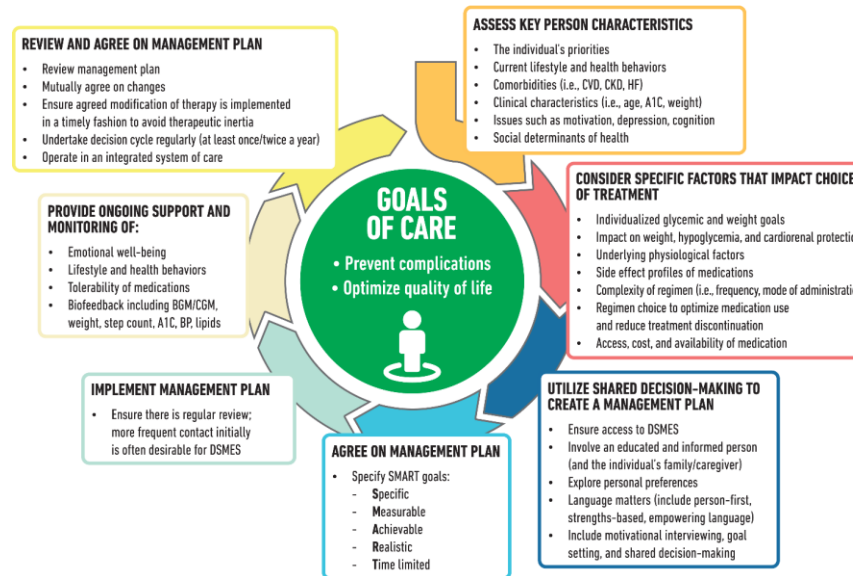 GOALS
OF CARE
• Prevent complications
• Optimize quality of life
ASSESS KEY PERSON CHARACTERISTICS
• The individual's priorities
• Current lifestyle and health behaviors
• Comorbidities (i.e., CVD, CKD, HF)
• Clinical characteristics (i.e., age, A1C, weight)
• Issues such as motivation, depression, cognition
• Social determinants of health
CONSIDER SPECIFIC FACTORS THAT IMPACT CHOICE
OF TREATMENT
• Individualized glycemic and weight goals
• Impact on weight, hypoglycemia, and cardiorenal protectio
• Underlying physiological factors
• Side effect profiles of medications
• Complexity of regimen (i.e., frequency, mode of administrati
• Regimen choice to optimize medication use
and reduce treatment discontinuation
• Access, cost, and availability of medication
UTILIZE SHARED DECISION-MAKING TO
CREATE A MANAGEMENT PLAN
• Ensure access to DSMES
• Involve an educated and informed person
(and the individual's family/caregiver)
• Explore personal preferences
• Language matters (include person-first,
strengths-based, empowering language)
• Include motivational interviewing, goal
setting, and shared decision-making
AGREE ON MANAGEMENT PLAN
• Specify SMART goals:
- Specific
- Measurable
- Achievable
- Realistic
- Time limited
IMPLEMENT MANAGEMENT PLAN
• Ensure there is regular review;
more frequent contact initially
is often desirable for DSMES
PROVIDE ONGOING SUPPORT AND
MONITORING OF:
• Emotional well-being
• Lifestyle and health behaviors
• Tolerability of medications
• Biofeedback including BGM/CGM,
weight, step count, A1C, BP, lipids
REVIEW AND AGREE ON MANAGEMENT PLAN
• Review management plan
• Mutually agree on changes
• Ensure agreed modification of therapy is implemented
in a timely fashion to avoid therapeutic inertia
• Undertake decision cycle regularly (at least once/twice a year)
• Operate in an integrated system of care